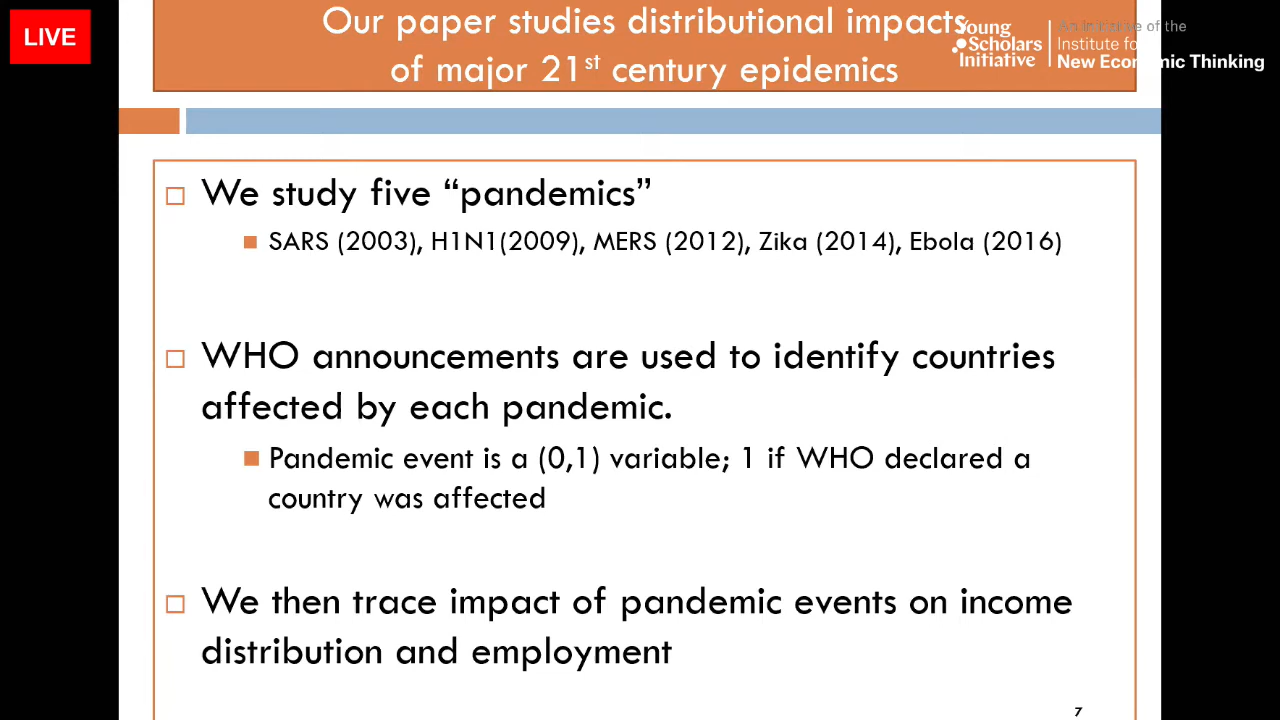 LIVE
Our paper studies distributional impacts
of major 21st century epidemics
Young
Scholars
Initiative
An initiative of the
Institute for
New Economic Thinking
We study five “pandemics”
SARS (2003), H1N1(2009), MERS (2012), Zika (2014), Ebola (2016)
WHO announcements are used to identify countries
affected by each pandemic.
Pandemic event is a (0,1) variable; 1 if WHO declared a
country was affected
We then trace impact of pandemic events on income
distribution and employment
7